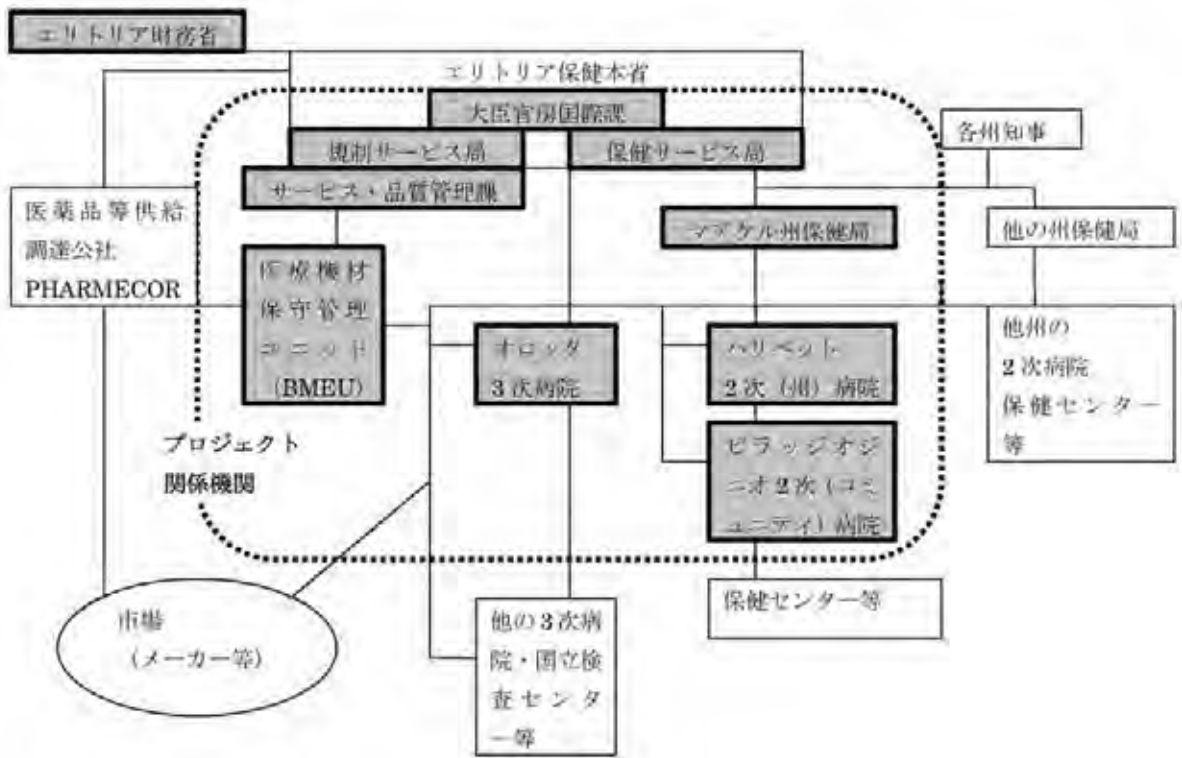 エリトリア財務省
エリトリア保健本省
大臣官房国際課
規制サービス局
保健サービス局
各州知事
サービス・品質管理課
医薬品等供給
調達公社
PHARMECOR
マアケル州保健局
他の州保健局
医療機材
保守管理
ユニット
(BMEU)
オロッタ
3次病院
ハリベット
2次（州）病院
他州の
2次病院
保健センター
等
プロジェクト
関係機関
ビラッジオジ
ニオ2次（コミ
ュニティ）病院
保健センター等
市場
（メーカー等）
他の3次病
院・国立検
査センタ
ー等